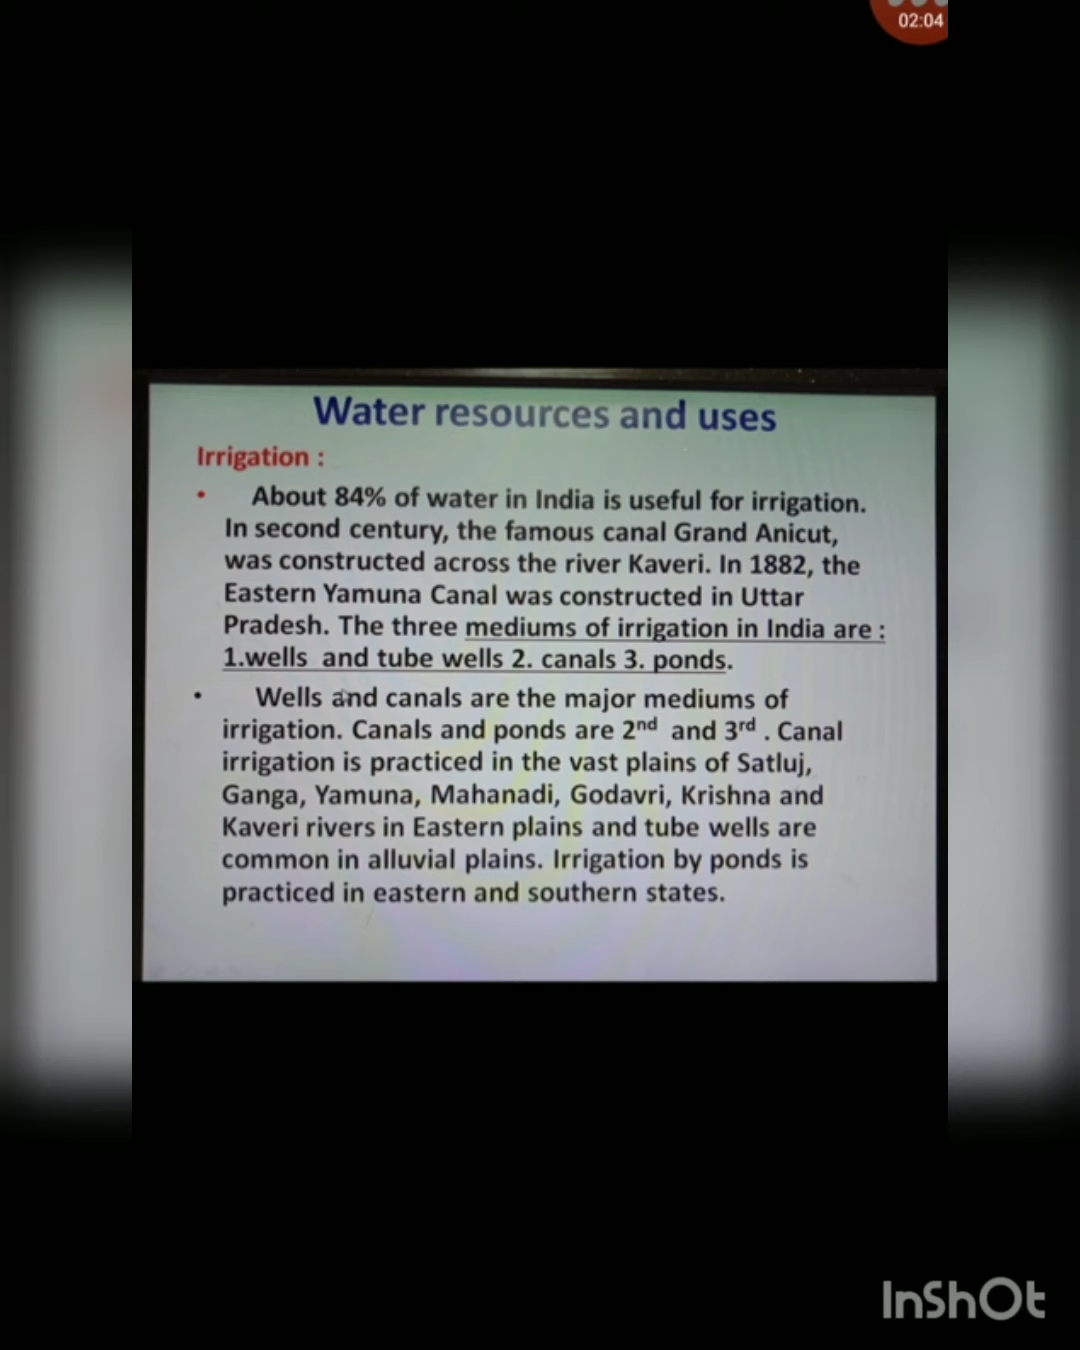 02:04
Water resources and uses
Irrigation :
• About 84% of water in India is useful for irrigation.
In second century, the famous canal Grand Anicut,
was constructed across the river Kaveri. In 1882, the
Eastern Yamuna Canal was constructed in Uttar
Pradesh. The three mediums of irrigation in India are :
1.wells and tube wells 2. canals 3. ponds.
• Wells and canals are the major mediums of
irrigation. Canals and ponds are 2nd and 3rd . Canal
irrigation is practiced in the vast plains of Satluj,
Ganga, Yamuna, Mahanadi, Godavri, Krishna and
Kaveri rivers in Eastern plains and tube wells are
common in alluvial plains. Irrigation by ponds is
practiced in eastern and southern states.
InShOt